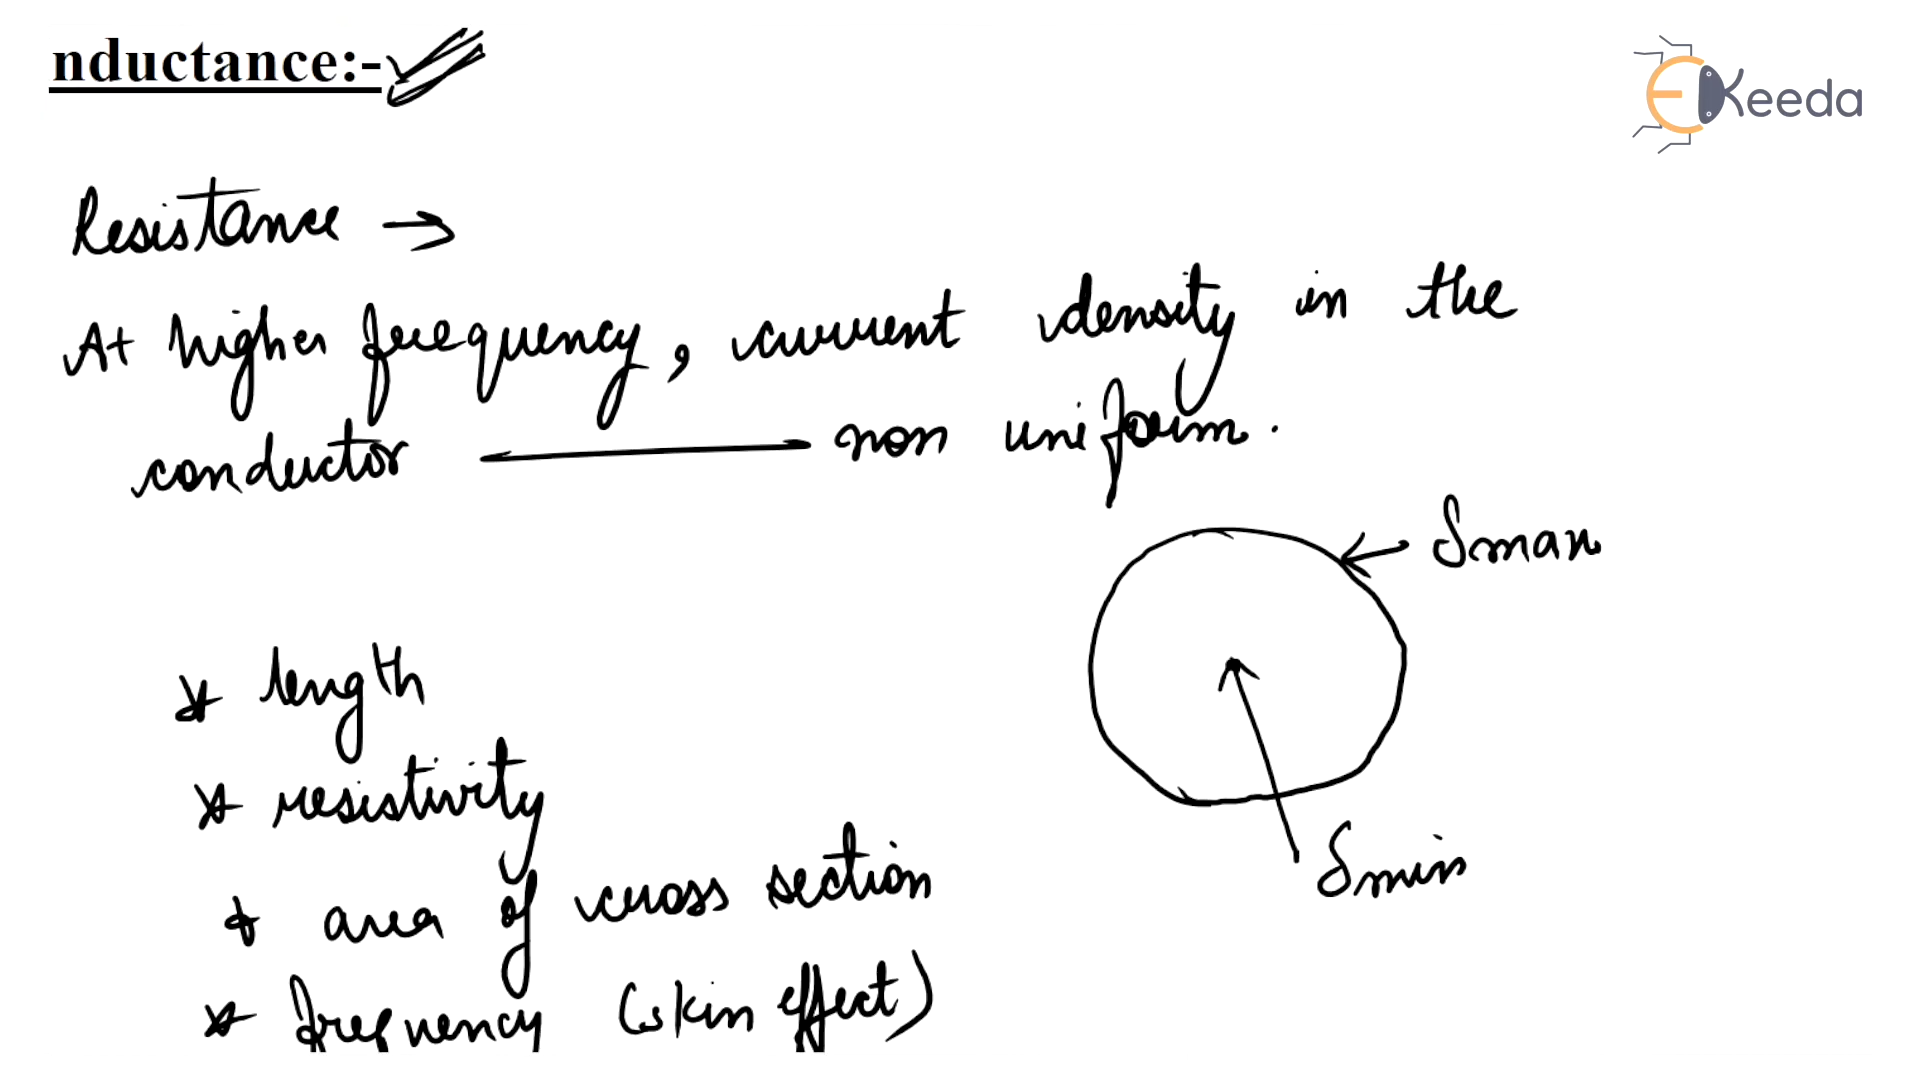 nductance:-
EKeeda
Resistance →
At higher frequency, current density in the
conductor → non uniform.
δmax
* length
* resistivity
* area of cross section
δmin
* frequency (skin effect)